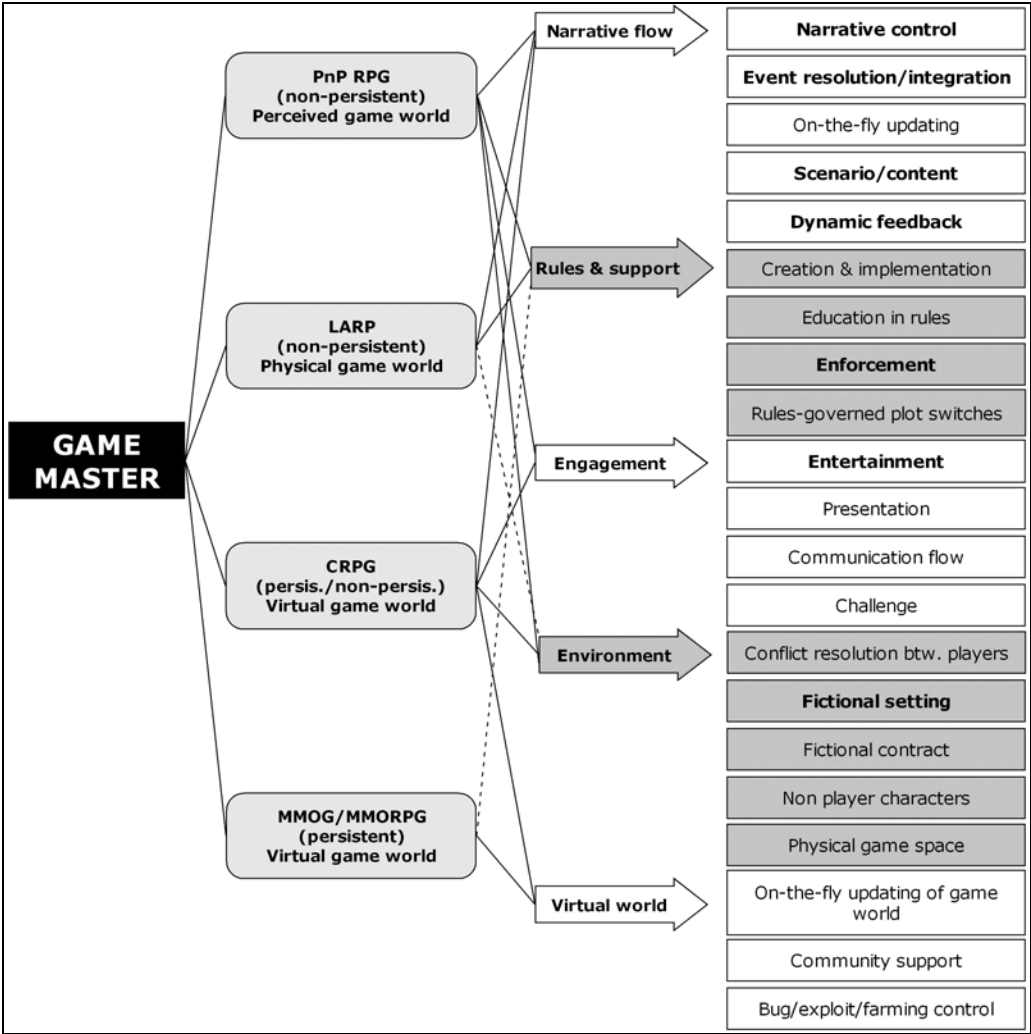 GAME
MASTER
PnP RPG
(non-persistent)
Perceived game world
LARP
(non-persistent)
Physical game world
CRPG
(persis./non-persis.)
Virtual game world
MMOG/MMORPG
(persistent)
Virtual game world
Narrative flow
Rules & support
Engagement
Environment
Virtual world
Narrative control
Event resolution/integration
On-the-fly updating
Scenario/content
Dynamic feedback
Creation & implementation
Education in rules
Enforcement
Rules-governed plot switches
Entertainment
Presentation
Communication flow
Challenge
Conflict resolution btw. players
Fictional setting
Fictional contract
Non player characters
Physical game space
On-the-fly updating of game
world
Community support
Bug/exploit/farming control